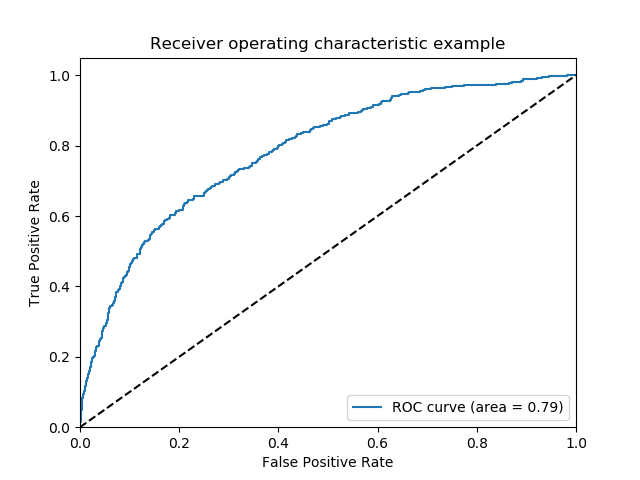 Receiver operating characteristic example
1.0
0.8
0.6
0.4
0.2
0.0
True Positive Rate
ROC curve (area = 0.79)
0.0 0.2 0.4 0.6 0.8 1.0
False Positive Rate